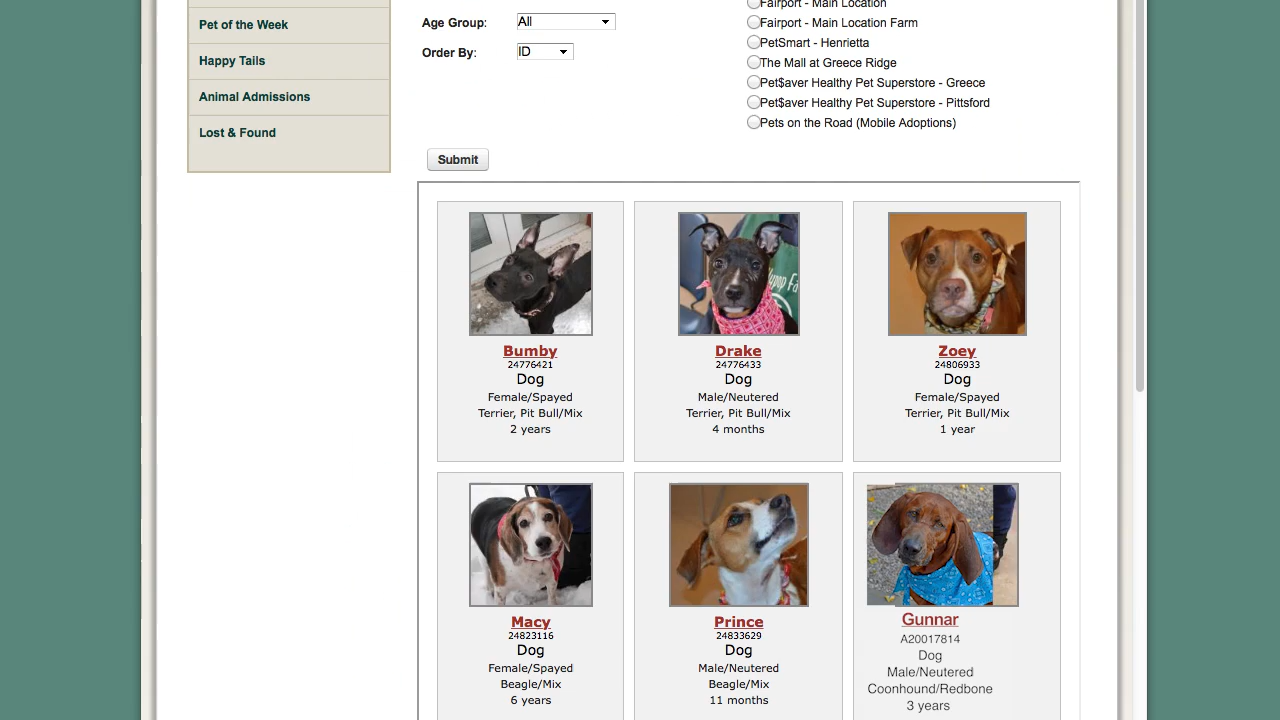 Pet of the Week
Happy Tails
Animal Admissions
Lost & Found
Age Group: All
Order By: ID
Fairport - Main Location
Fairport - Main Location Farm
PetSmart - Henrietta
The Mall at Greece Ridge
Pet$aver Healthy Pet Superstore - Greece
Pet$aver Healthy Pet Superstore - Pittsford
Pets on the Road (Mobile Adoptions)
Submit
Bumby
24776421
Dog
Female/Spayed
Terrier, Pit Bull/Mix
2 years
Drake
24776433
Dog
Male/Neutered
Terrier, Pit Bull/Mix
4 months
Zoey
24806933
Dog
Female/Spayed
Terrier, Pit Bull/Mix
1 year
Macy
24823116
Dog
Female/Spayed
Beagle/Mix
6 years
Prince
24833629
Dog
Male/Neutered
Beagle/Mix
11 months
Gunnar
A20017814
Dog
Male/Neutered
Coonhound/Redbone
3 years